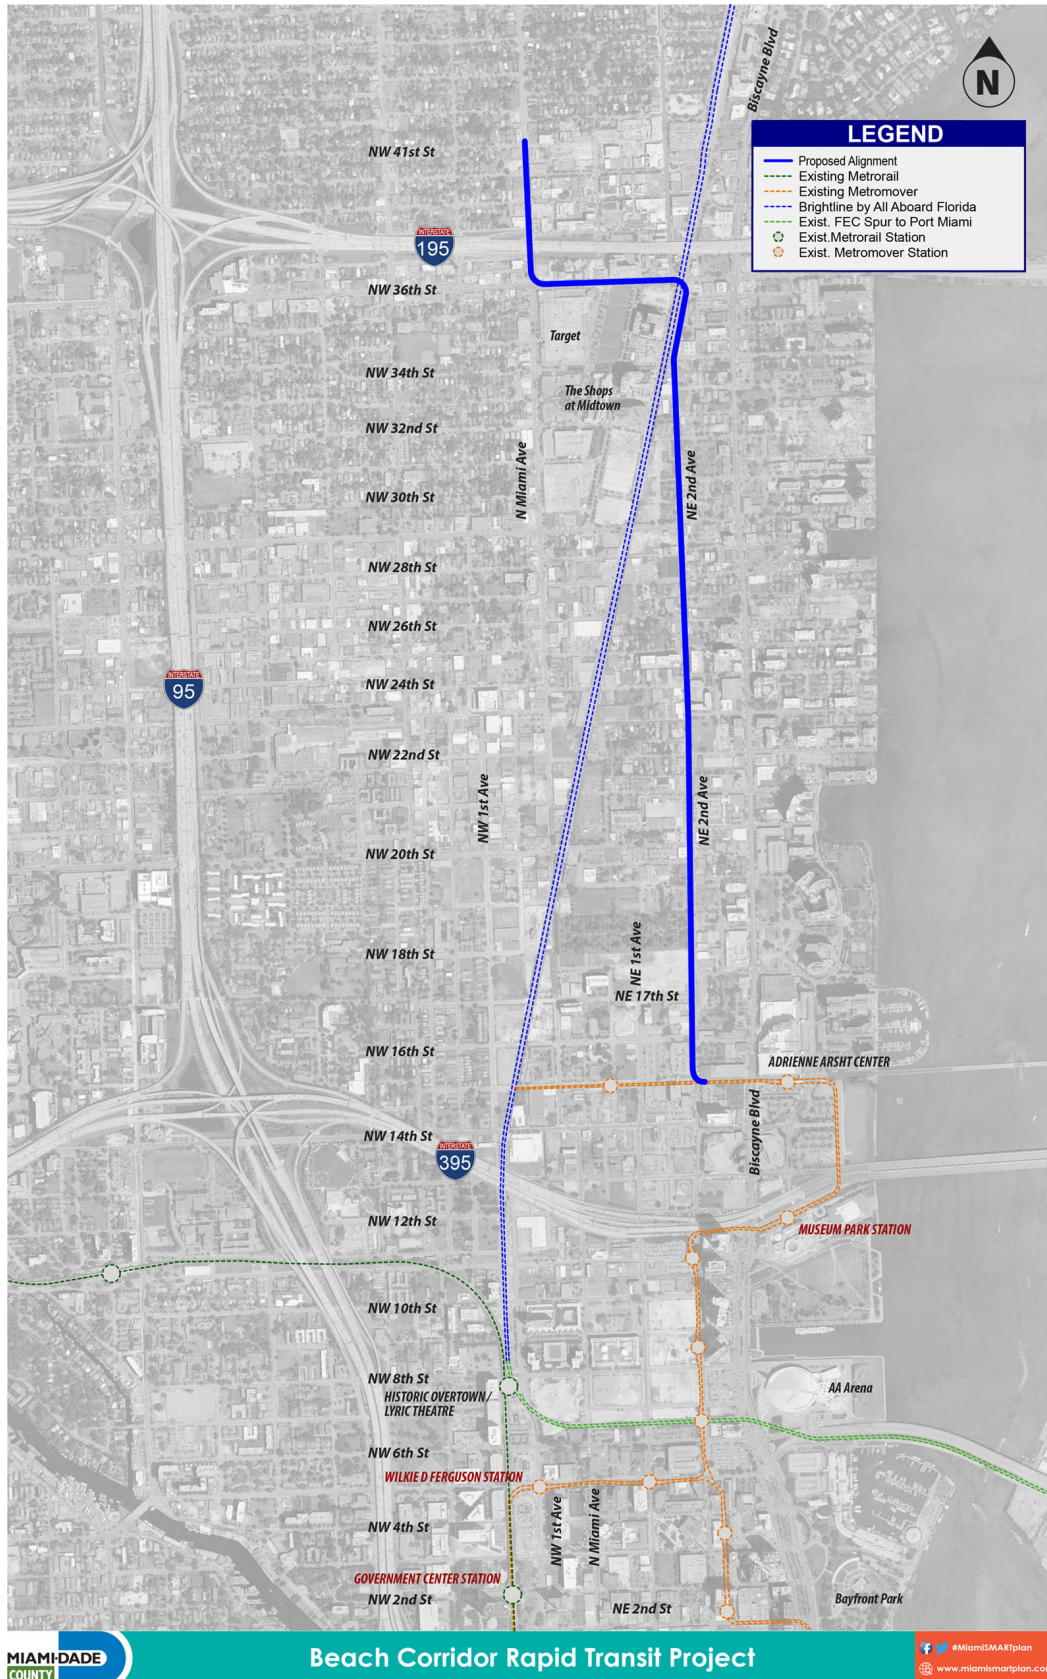 Biscayne Blvd
N
LEGEND
Proposed Alignment
Existing Metrorail
Existing Metromover
Brightline by All Aboard Florida
Exist. FEC Spur to Port Miami
Exist.Metrorail Station
Exist. Metromover Station
NW 41st St
INTERSTATE
195
NW 36th St
Target
NW 34th St
The Shops
at Midtown
NW 32nd St
N Miami Ave
NE 2nd Ave
NW 30th St
NW 28th St
NW 26th St
INTERSTATE
95
NW 24th St
NW 22nd St
NW 1st Ave
NE 2nd Ave
NW 20th St
NE 1st Ave
NW 18th St
NE 17th St
NW 16th St
ADRIENNE ARSHT CENTER
Biscayne Blvd
NW 14th St
INTERSTATE
395
NW 12th St
MUSEUM PARK STATION
NW 10th St
NW 8th St
HISTORIC OVERTOWN/
LYRIC THEATRE
AA Arena
NW 6th St
WILKIE D FERGUSON STATION
NW 1st Ave
N Miami Ave
NW 4th St
GOVERNMENT CENTER STATION
NW 2nd St
NE 2nd St
Bayfront Park
MIAMI-DADE
COUNTY
Beach Corridor Rapid Transit Project
#MiamiSMARTplan
www.miamismartplan.com